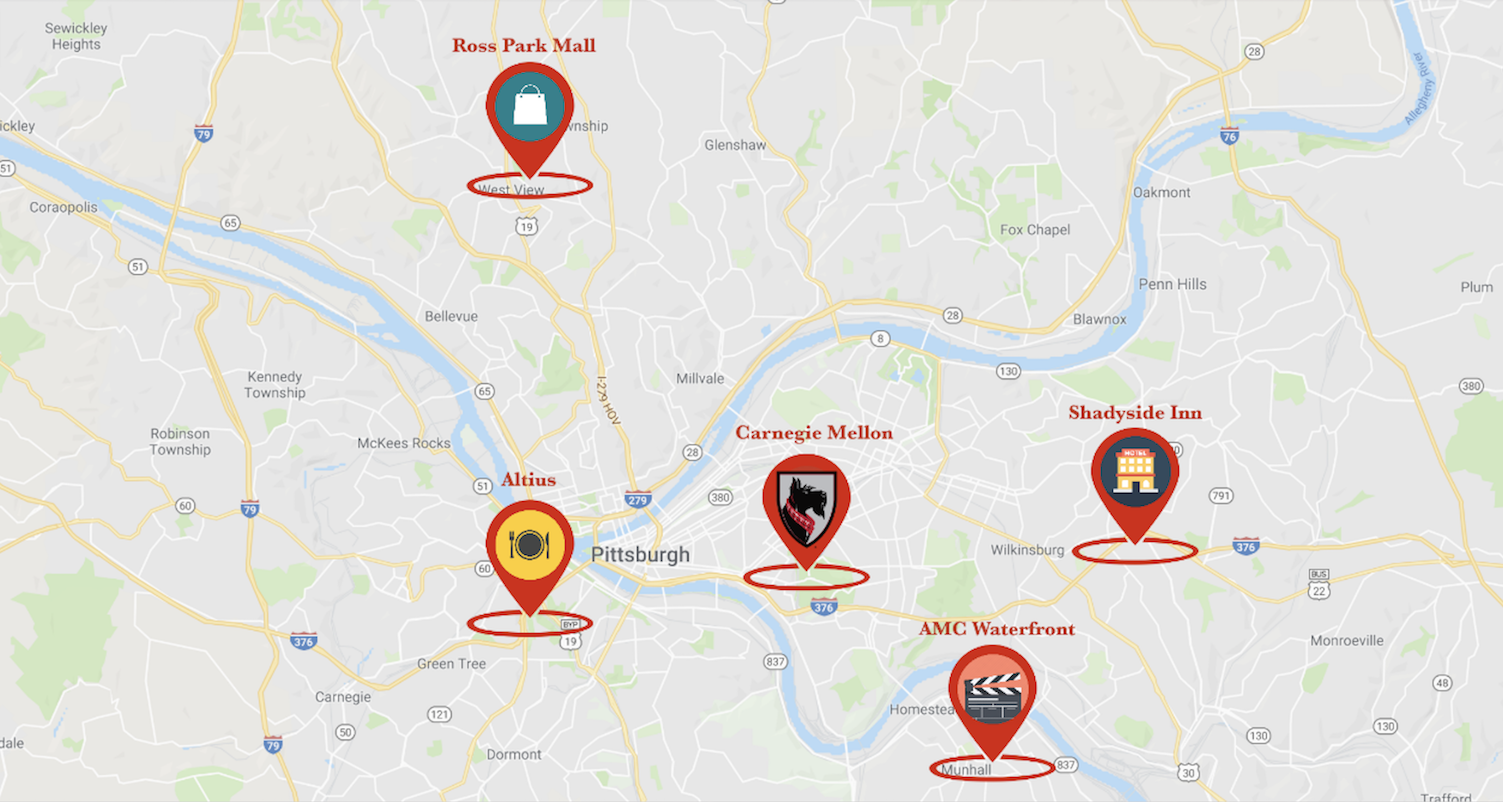 Sewickley
Heights
Ross Park Mall
28
ickley
79
wnship
Glenshaw
76
Allegheny River
51
West View
Oakmont
Coraopolis
65
19
Fox Chapel
51
Penn Hills
Plum
Bellevue
28
Blawnox
8
130
Kennedy
Township
Millvale
I-279 HOV
65
380
Shadyside Inn
Robinson
Township
McKees Rocks
Carnegie Mellon
28
0
HOTEL
Altius
51
279
380
791
60
79
Pittsburgh
Wilkinsburg
376
60
BUS
22
376
BYP
19
AMC Waterfront
376
Monroeville
Green Tree
837
Carnegie
48
121
Homestea
50
130
dale
79
130
Dormont
Munhall
837
30
Trafford